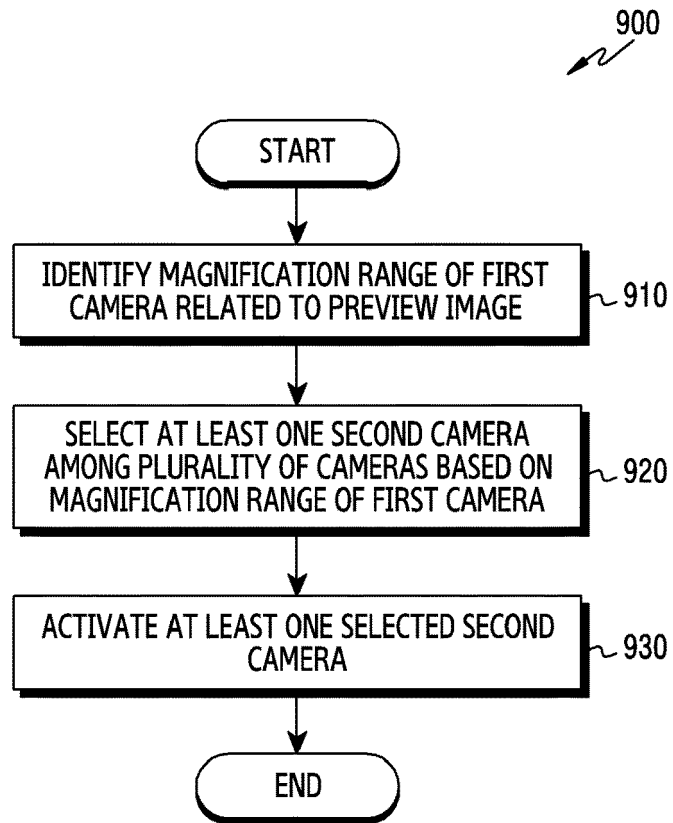 900
START
IDENTIFY MAGNIFICATION RANGE OF FIRST
CAMERA RELATED TO PREVIEW IMAGE
910
SELECT AT LEAST ONE SECOND CAMERA
AMONG PLURALITY OF CAMERAS BASED ON
MAGNIFICATION RANGE OF FIRST CAMERA
920
ACTIVATE AT LEAST ONE SELECTED SECOND
CAMERA
930
END